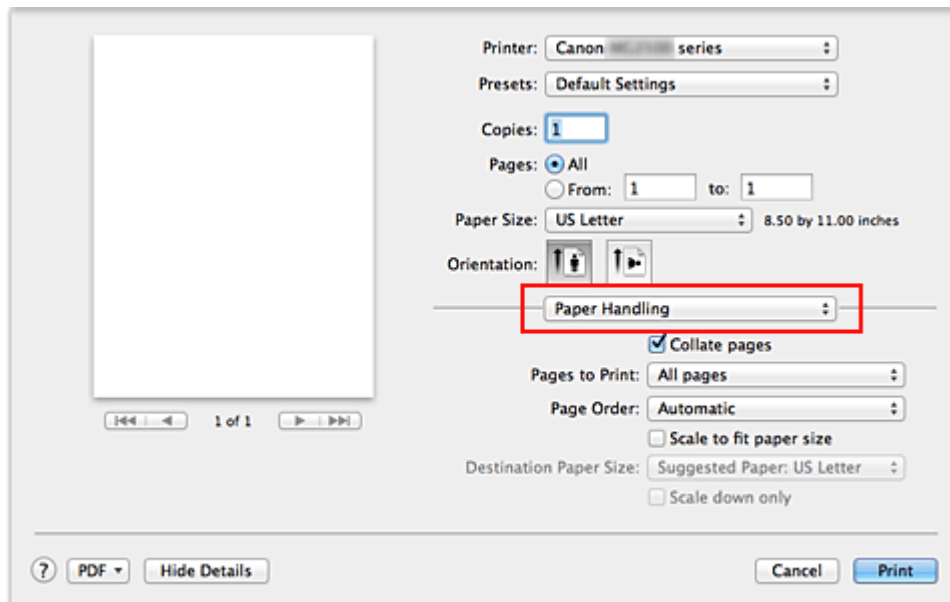 Printer: Canon series
Presets: Default Settings
Copies: 1
Pages: All
From: 1 to: 1
Paper Size: US Letter 8.50 by 11.00 inches
Orientation:
Paper Handling
Collate pages
Pages to Print: All pages
1 of 1
Page Order: Automatic
Scale to fit paper size
Destination Paper Size: Suggested Paper: US Letter
Scale down only
? PDF Hide Details Cancel Print